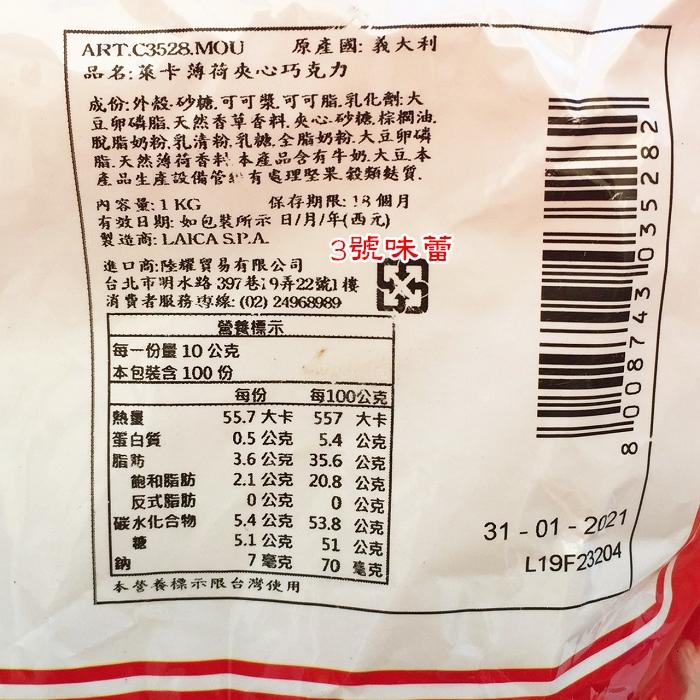 ART.C3528.MOU 原產國: 義大利
品名: 萊卡薄荷夾心巧克力
成份:外殼.砂糖.可可漿.可可脂.乳化劑:大
豆卵磷脂.天然香草香料.夾心.砂糖.棕櫚油.
脫脂奶粉.乳清粉.乳糖.全脂奶粉.大豆卵磷
脂.天然薄荷香料.本產品含有牛奶.大豆.本
產品生產設備管線有處理堅果.穀類麩質.
內容量: 1 KG 保存期限: 18 個月
有效日期: 如包裝所示 日/月/年(西元)
製造商: LAICA S.P.A.
3號味蕾
進口商:陸耀貿易有限公司
台北市明水路 397巷19弄22號1樓
消費者服務專線: (02) 24968989
營養標示
每一份量 10 公克
本包裝含 100 份
每份 每100公克
熱量 55.7 大卡 557 大卡
蛋白質 0.5 公克 5.4 公克
脂肪 3.6 公克 35.6 公克
飽和脂肪 2.1 公克 20.8 公克
反式脂肪 0 公克 0 公克
碳水化合物 5.4 公克 53.8 公克
糖 5.1 公克 51 公克
鈉 7 毫克 70 毫克
本營養標示限台灣使用
8 008743 035282
31 - 01 - 2021
L19F23204